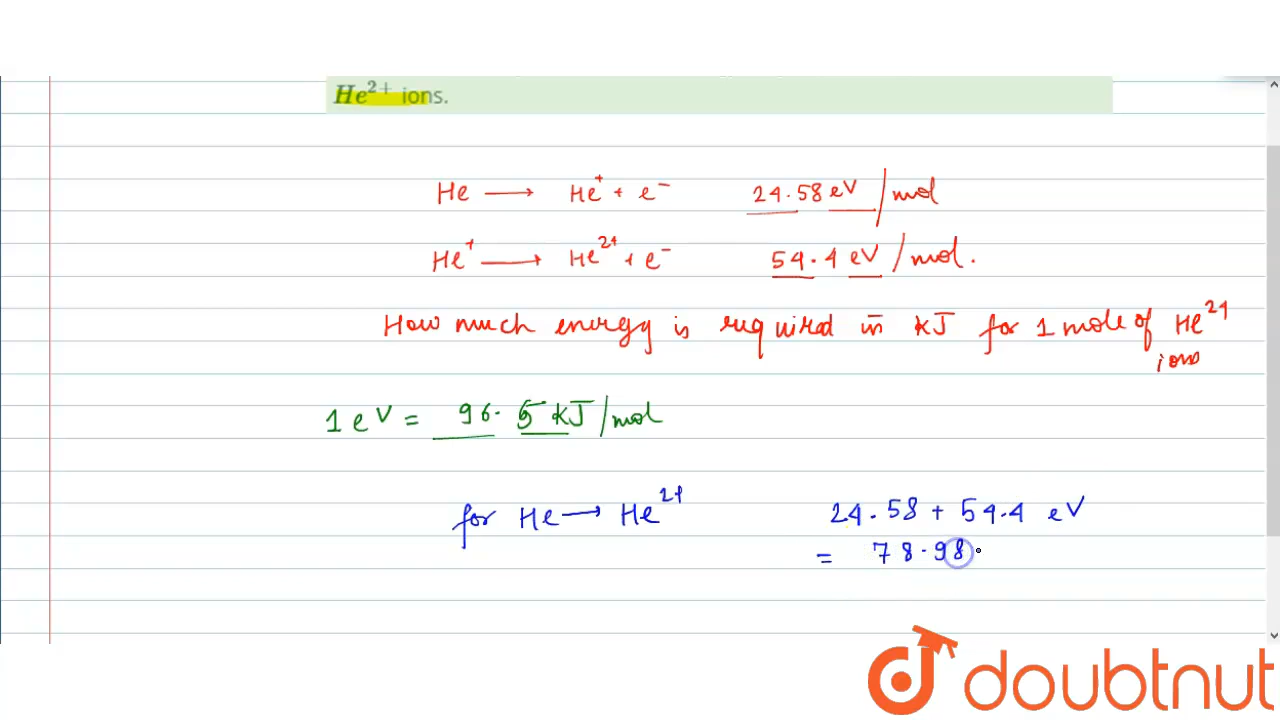 He²⁺ ions.
He ⟶ He⁺ + e⁻ 24.58 eV/mol
He⁺ ⟶ He²⁺ + e⁻ 54.4 eV/mol.
How much energy is required in kJ for 1 mole of He²⁺
ions
1 eV = 96.5 kJ/mol
for He ⟶ He²⁺ 24.58 + 54.4 eV
= 78.98
doubtnut